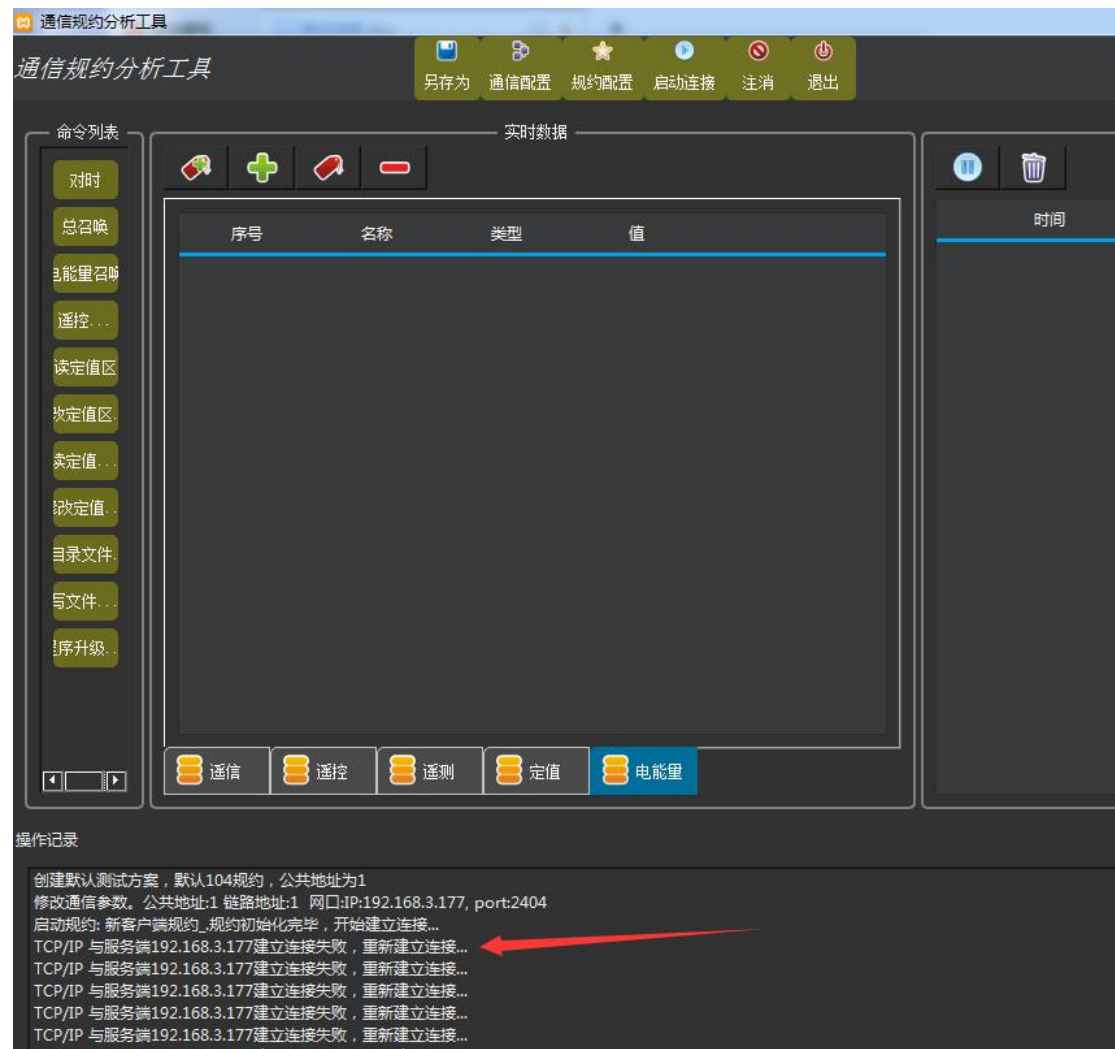 通信规约分析工具
通信规约分析工具
另存为 通信配置 规约配置 启动连接 注消 退出
命令列表
实时数据
对时
总召唤
能里召
遥控...
读定值区
定值区.
定值...
改定值..
目录文件.
文件...
序升级..
序号 名称 类型 值
时间
遥信 遥控 遥测 定值 电能里
操作记录
创建默认测试方案，默认104规约，公共地址为1
修改通信参数。公共地址:1 链路地址:1 网口:IP:192.168.3.177, port:2404
启动规约: 新客户端规约_.规约初始化完毕，开始建立连接...
TCP/IP 与服务端192.168.3.177建立连接失败，重新建立连接...
TCP/IP 与服务端192.168.3.177建立连接失败，重新建立连接...
TCP/IP 与服务端192.168.3.177建立连接失败，重新建立连接...
TCP/IP 与服务端192.168.3.177建立连接失败，重新建立连接...
TCP/IP 与服务端192.168.3.177建立连接失败，重新建立连接...